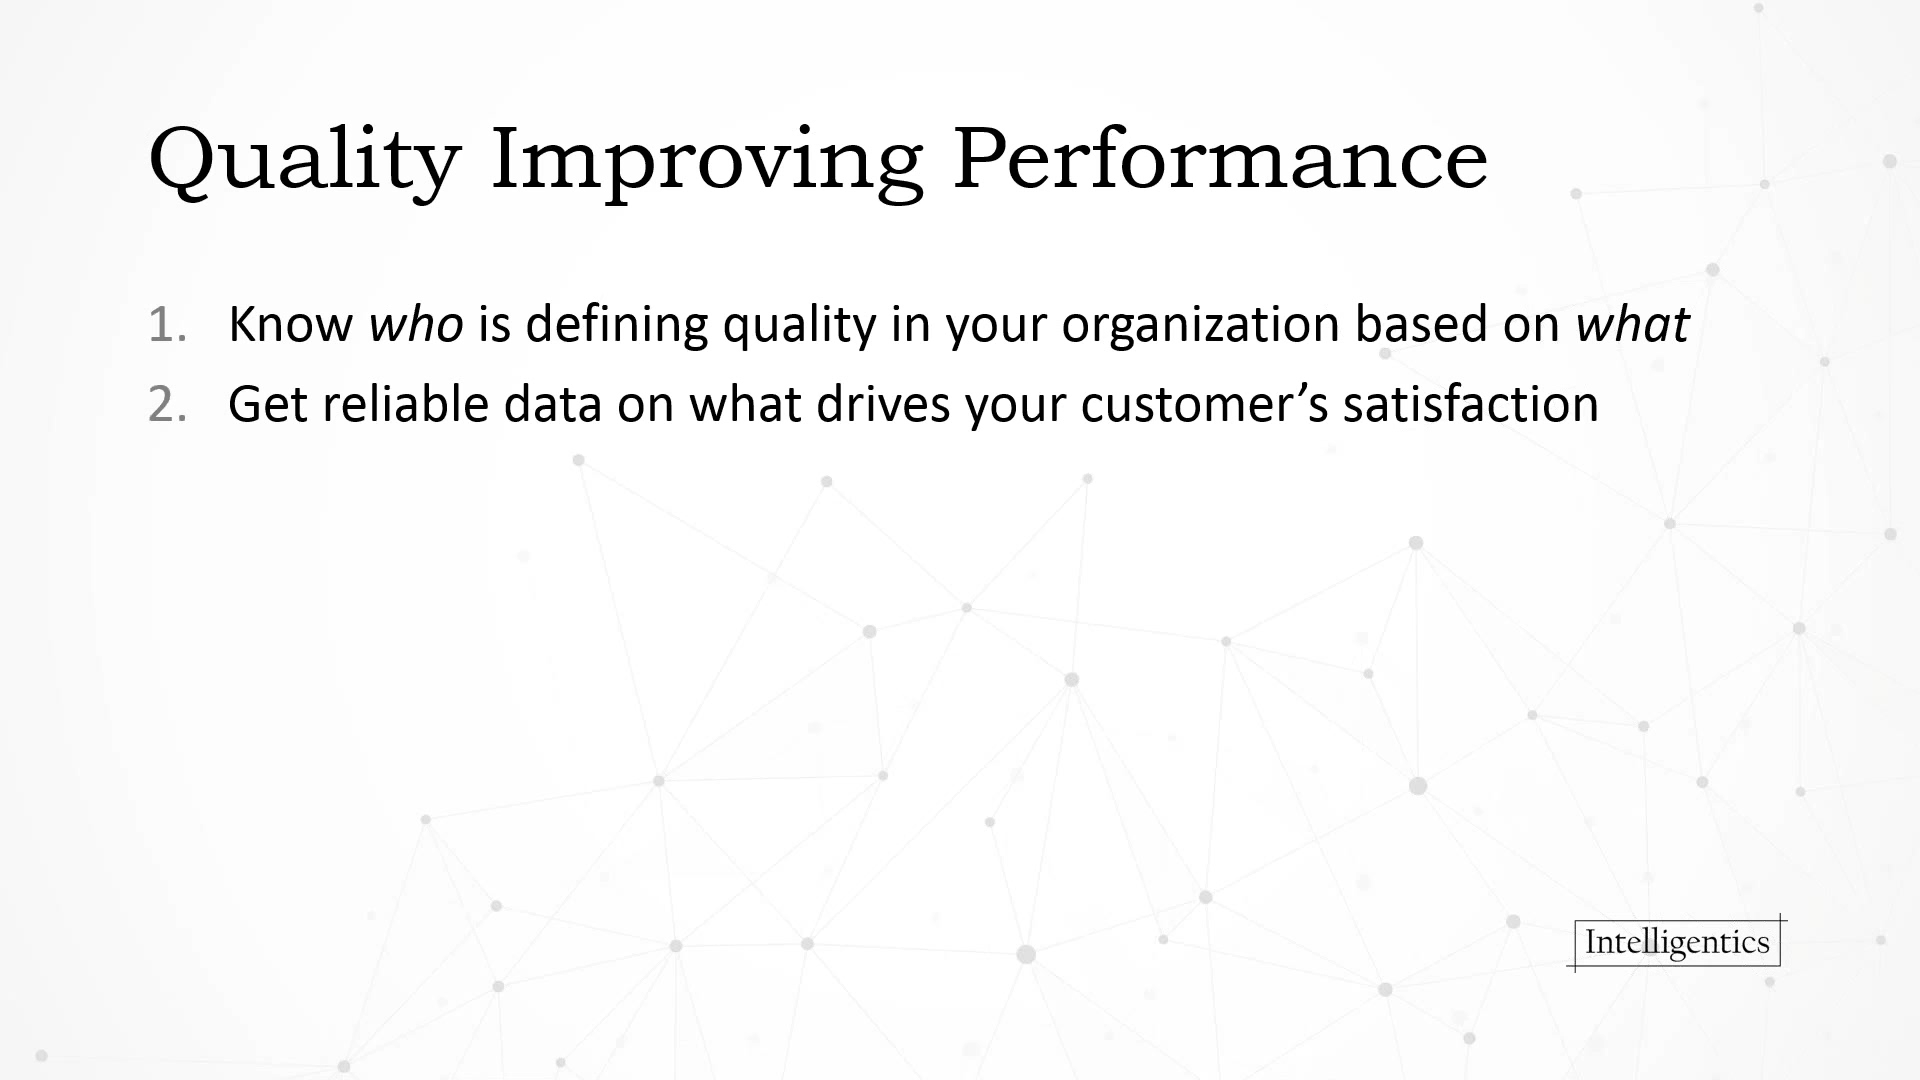 Quality Improving Performance
1. Know who is defining quality in your organization based on what
2. Get reliable data on what drives your customer’s satisfaction
Intelligentics